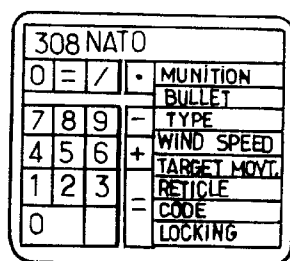 308 NATO
0 = / · MUNITION
BULLET
7 8 9 - TYPE
WIND SPEED
4 5 6 + TARGET MOVT.
1 2 3 RETICLE
= CODE
0 LOCKING